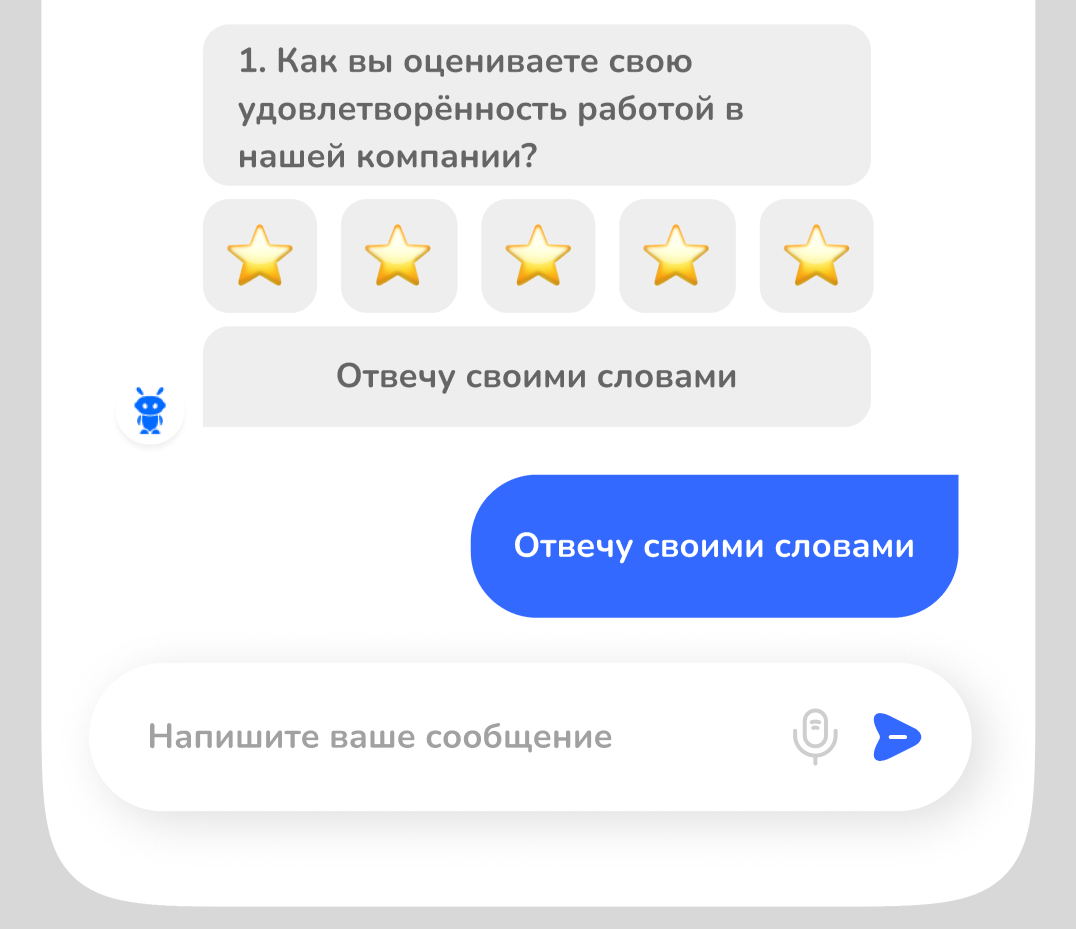 1. Как вы оцениваете свою
удовлетворённость работой в
нашей компании?
Отвечу своими словами
Отвечу своими словами
Напишите ваше сообщение